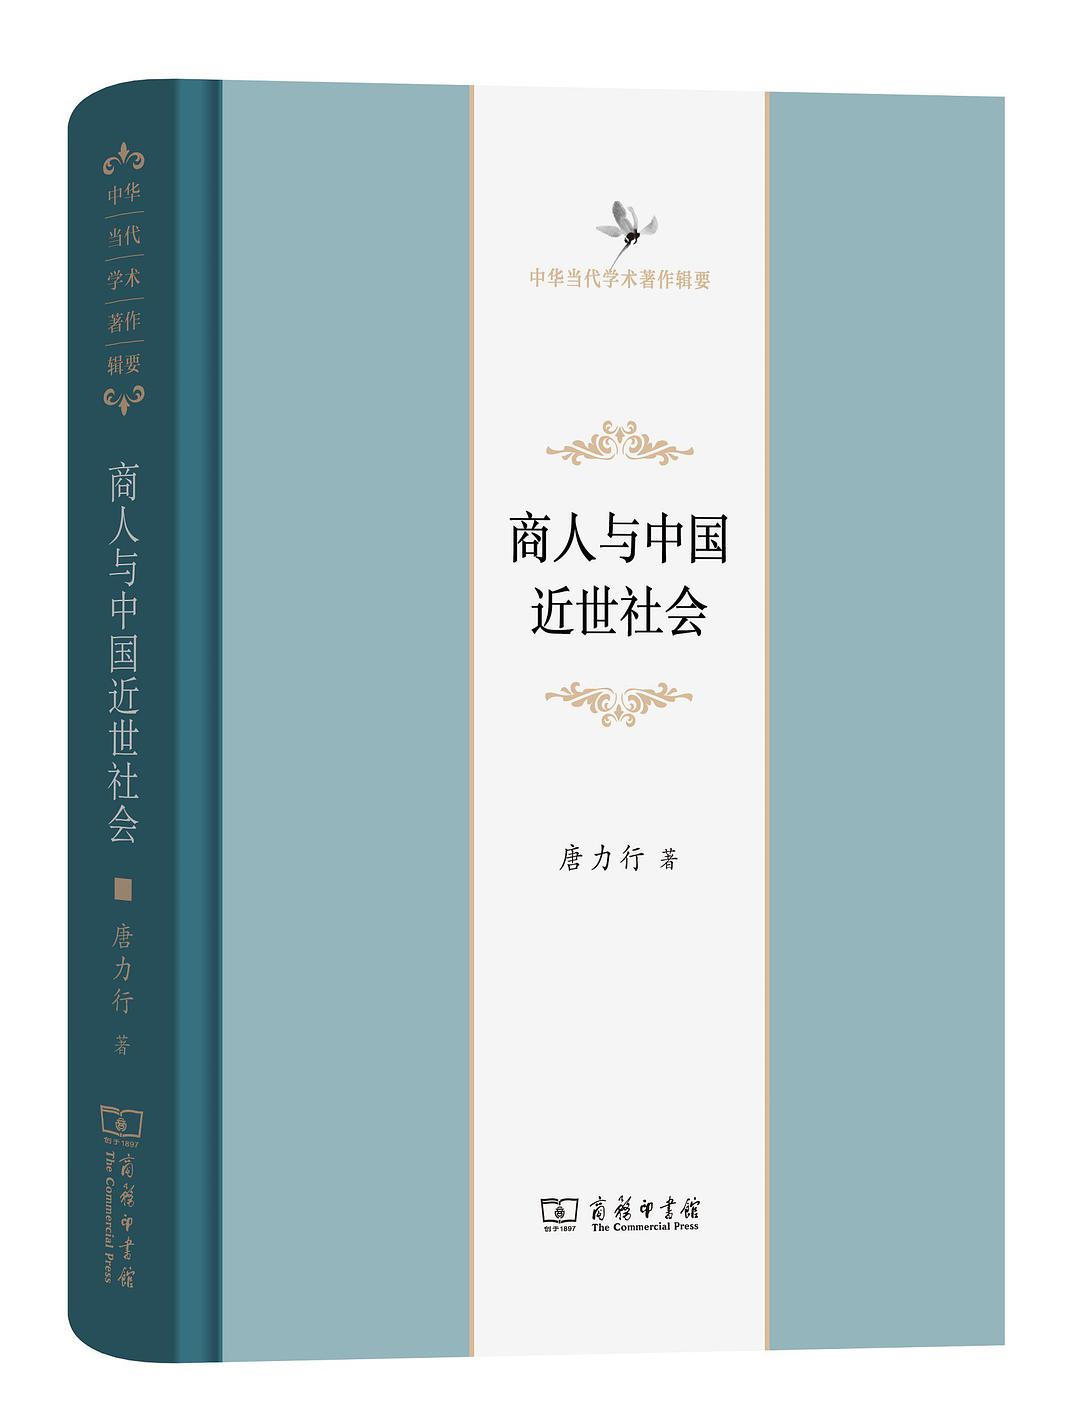 中华
当代
学术
著作
辑要
商人与中国近世社会
唐力行 著
创于1897
商務印書館
The Commercial Press
中华当代学术著作辑要
商人与中国
近世社会
唐力行 著
创于1897
商務印書館
The Commercial Press